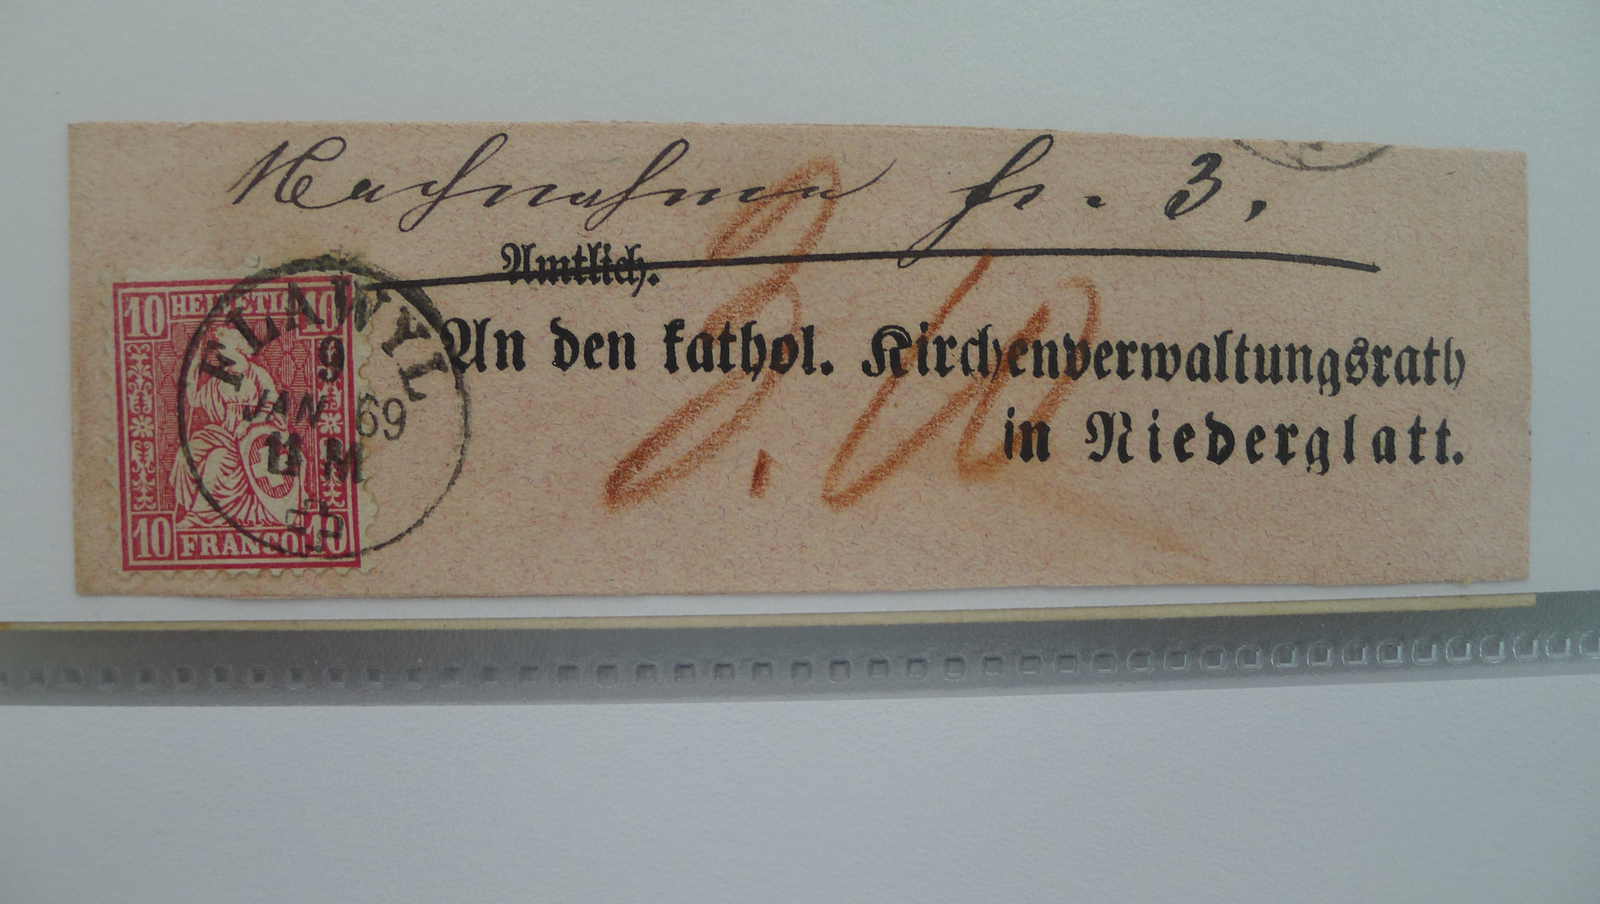 Nachnahme fr. 3.
Amtlich.
An den kathol. Kirchenverwaltungsrath
in Niederglatt.
10 HELVETIA 10
10 FRANCO 10
FLAWYL
9
JAN 69